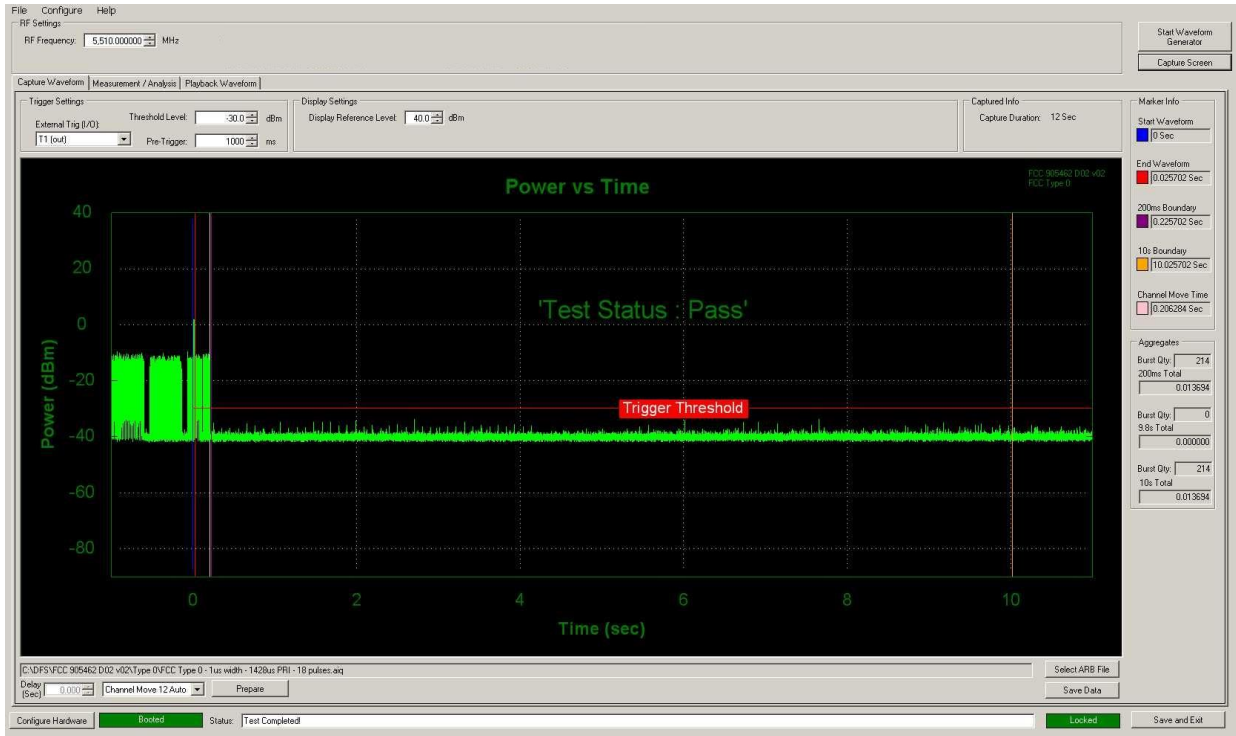 File Configure Help
RF Settings
RF Frequency: 5,510.000000 MHz
Start Waveform Generator
Capture Screen
Capture Waveform Measurement / Analysis Playback Waveform
Trigger Settings
External Trig (I/O):
T1 (out)
Threshold Level: -30.0 dBm
Pre-Trigger: 1000 ms
Display Settings
Display Reference Level: 40.0 dBm
Captured Info
Capture Duration: 12 Sec
Marker Info
Start Waveform
0 Sec
End Waveform
0.025702 Sec
200ms Boundary
0.225702 Sec
10s Boundary
10.025702 Sec
Channel Move Time
0.206284 Sec
Aggregates
Burst Qty: 214
200ms Total
0.013694
Burst Qty: 0
9.8s Total
0.000000
Burst Qty: 214
10s Total
0.013694
Power vs Time
FCC 905462 D02 v02
FCC Type 0
'Test Status : Pass'
Trigger Threshold
Power (dBm)
40
20
0
-20
-40
-60
-80
0 2 4 6 8 10
Time (sec)
C:\DFS\FCC 905462 D02 v02\Type 0\FCC Type 0 - 1us width - 1428us PRI - 18 pulses.aiq
Select ARB File
Delay (Sec) 0.000 Channel Move 12 Auto Prepare
Save Data
Configure Hardware Booted Status: Test Completed! Locked Save and Exit